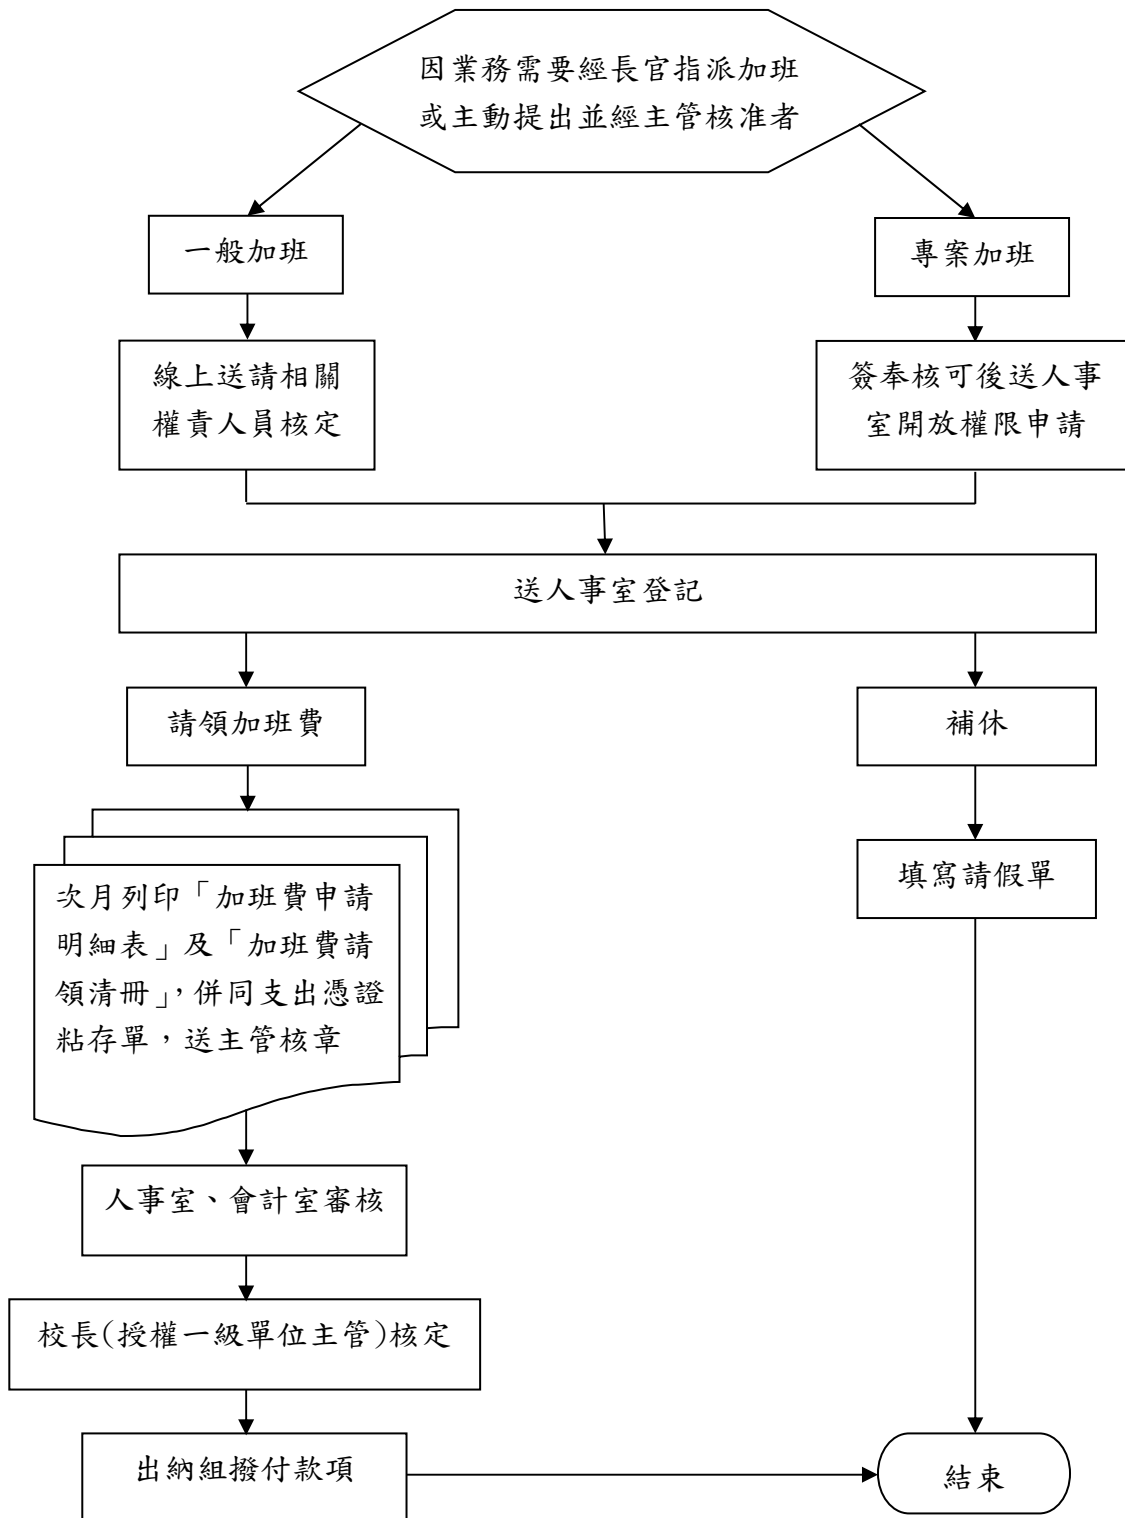 因業務需要經長官指派加班
或主動提出並經主管核准者
一般加班
專案加班
線上送請相關
權責人員核定
簽奉核可後送人事
室開放權限申請
送人事室登記
請領加班費
補休
次月列印「加班費申請
明細表」及「加班費請
領清冊」，併同支出憑證
粘存單，送主管核章
填寫請假單
人事室、會計室審核
校長(授權一級單位主管)核定
出納組撥付款項
結束